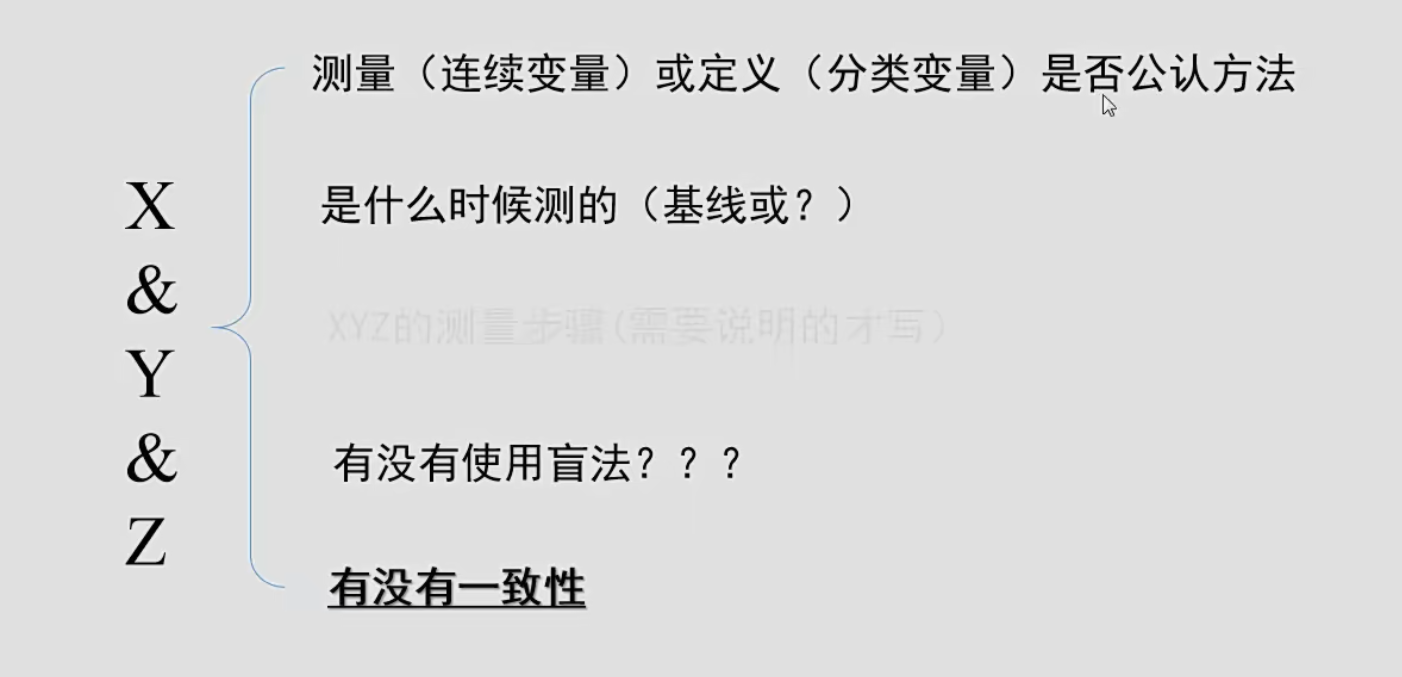 测量（连续变量）或定义（分类变量）是否公认方法
X
是什么时候测的（基线或？）
&
XYZ的测量步骤(需要说明的才写)
Y
&
有没有使用盲法？？？
Z
有没有一致性